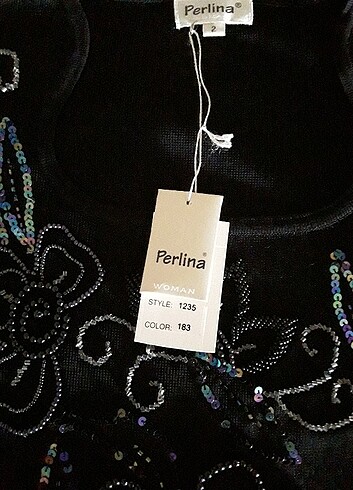 Perlina®
2
Perlina®
WOMAN
STYLE: 1235
COLOR: 183